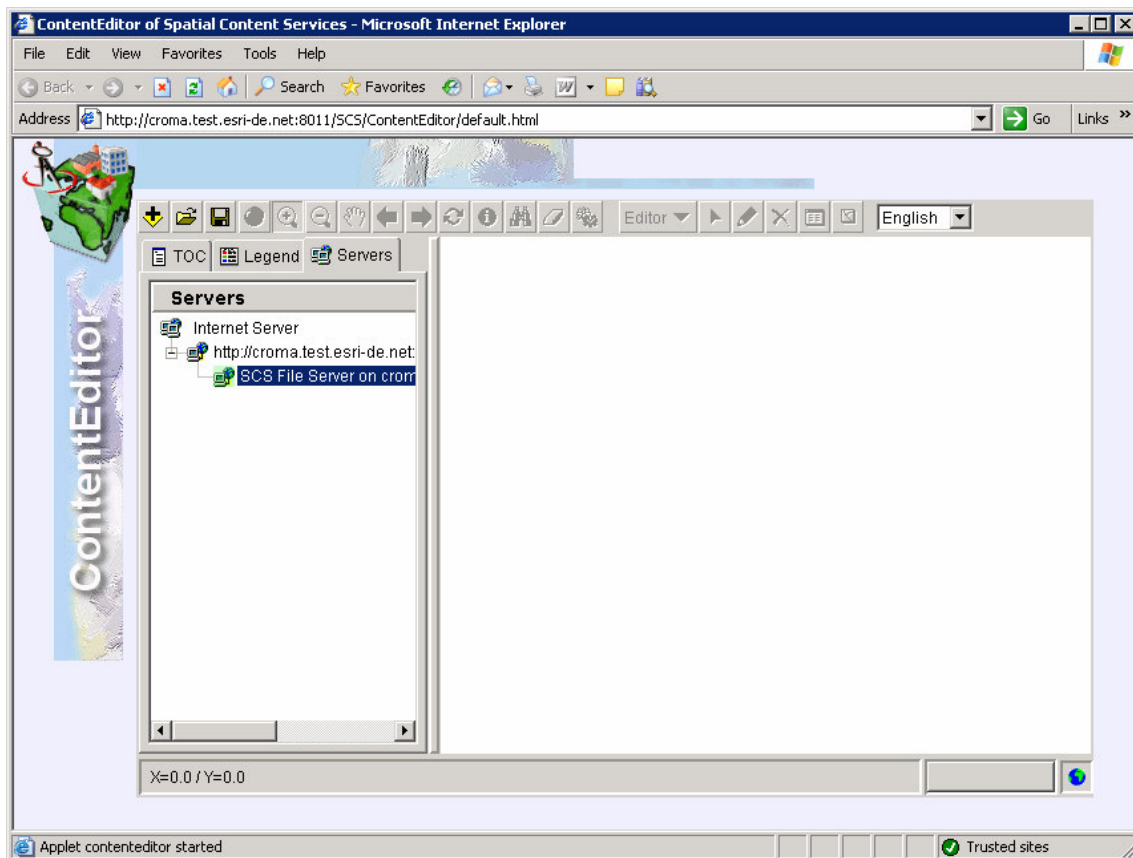 ContentEditor of Spatial Content Services - Microsoft Internet Explorer
File Edit View Favorites Tools Help
Back Search Favorites
Address http://croma.test.esri-de.net:8011/SCS/ContentEditor/default.html Go Links »
Editor English
TOC Legend Servers
Servers
Internet Server
http://croma.test.esri-de.net:
SCS File Server on crom
ContentEditor
X=0.0 / Y=0.0
Applet contenteditor started Trusted sites